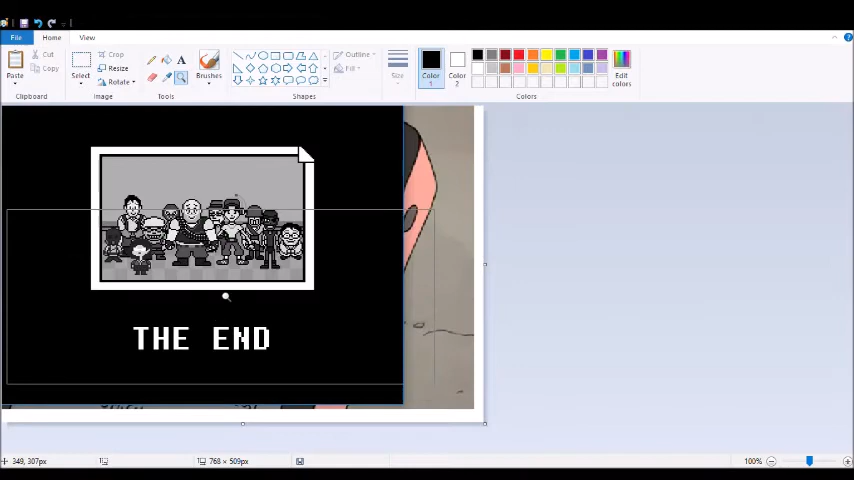 File Home View
Cut
Copy
Paste
Clipboard
Select
Crop
Resize
Rotate
Image
A
Tools
Brushes
Shapes
Outline
Fill
Size
Color
1
Color
2
Colors
Edit
colors
THE END
349, 307px
768 × 509px
100%